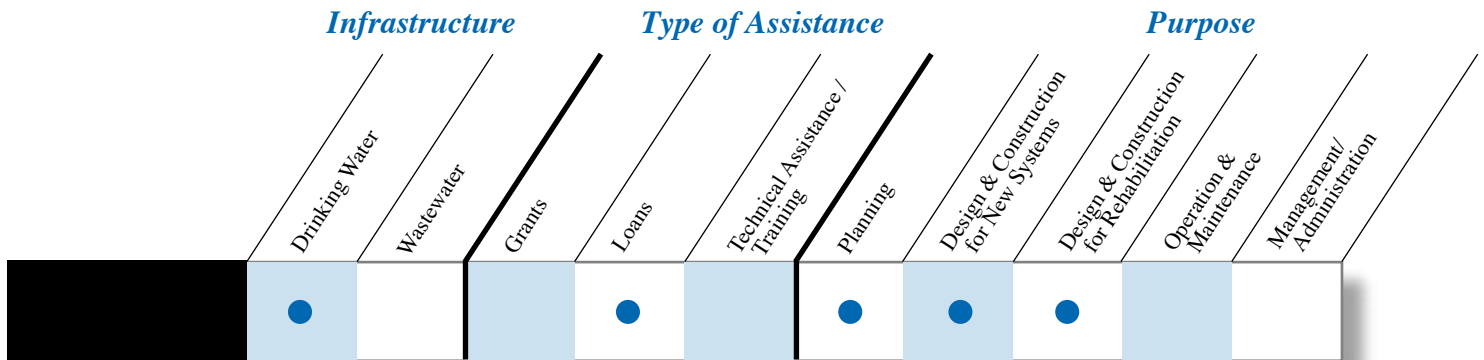 Infrastructure
Type of Assistance
Purpose
Drinking Water
Wastewater
Grants
Loans
Technical Assistance /
Training
Planning
Design & Construction
for New Systems
Design & Construction
for Rehabilitation
Operation &
Maintenance
Management/
Administration